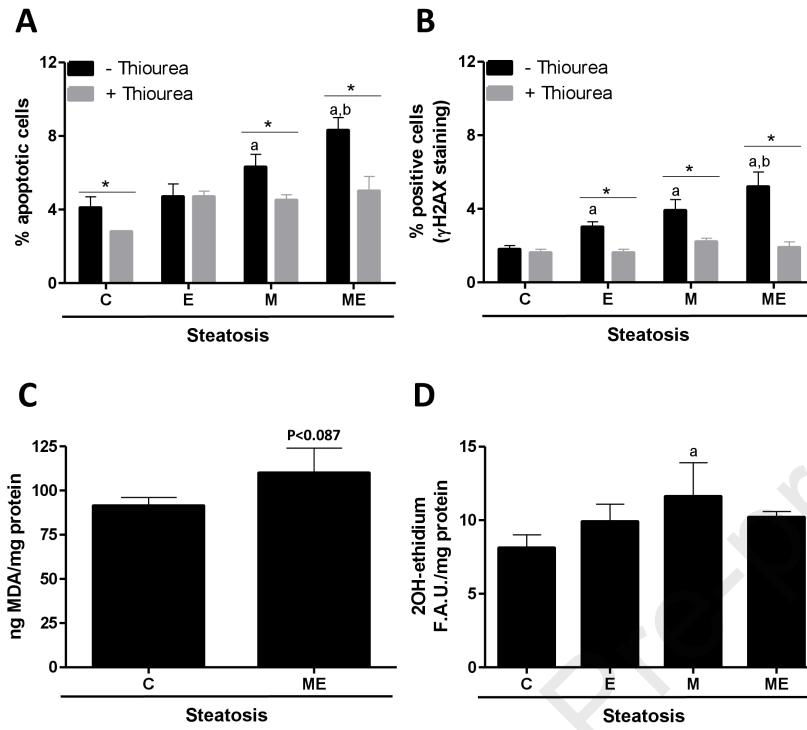 A
12
8
4
0
% apoptotic cells
- Thiourea
+ Thiourea
*
*
a
*
a,b
C E M ME
Steatosis
B
12
8
4
0
% positive cells
(γH2AX staining)
- Thiourea
+ Thiourea
*
a
*
a
*
a,b
C E M ME
Steatosis
C
125
100
75
50
25
0
ng MDA/mg protein
P<0.087
C ME
Steatosis
D
15
10
5
0
2OH-ethidium
F.A.U./mg protein
a
C E M ME
Steatosis
Pre-pr